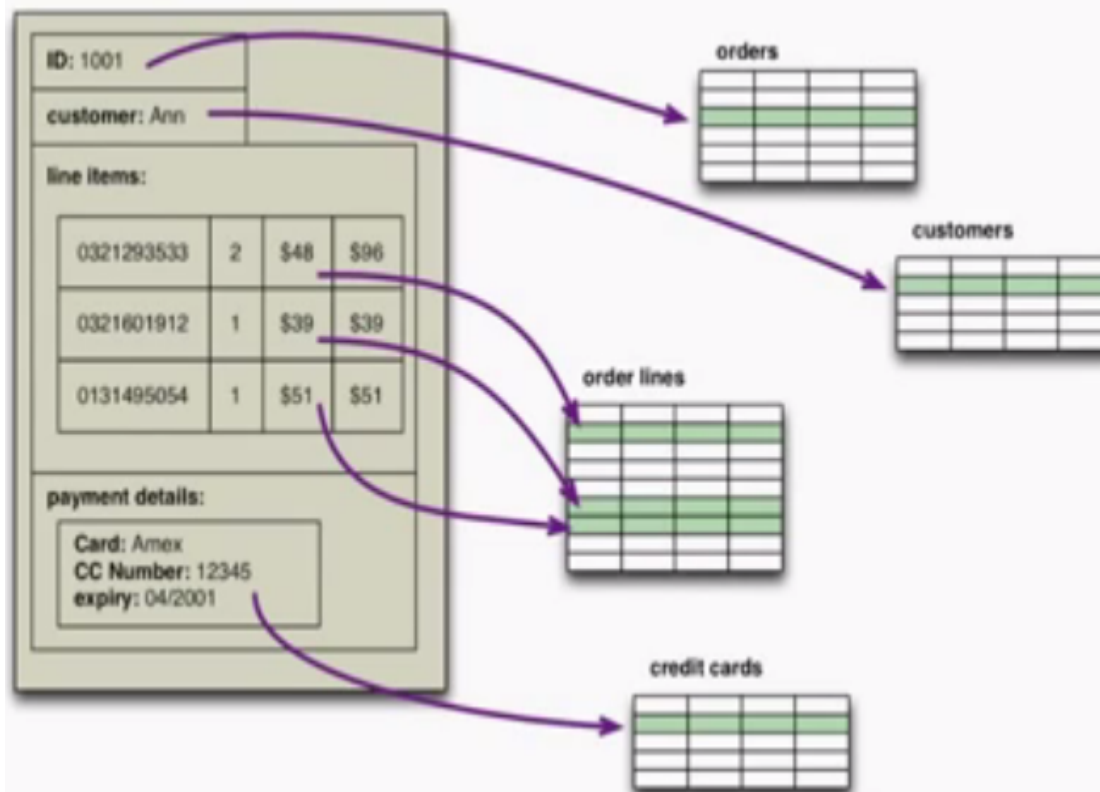 ID: 1001
customer: Ann
line items:
0321293533 2 $48 $96
0321601912 1 $39 $39
0131495054 1 $51 $51
payment details:
Card: Amex
CC Number: 12345
expiry: 04/2001
orders
customers
order lines
credit cards